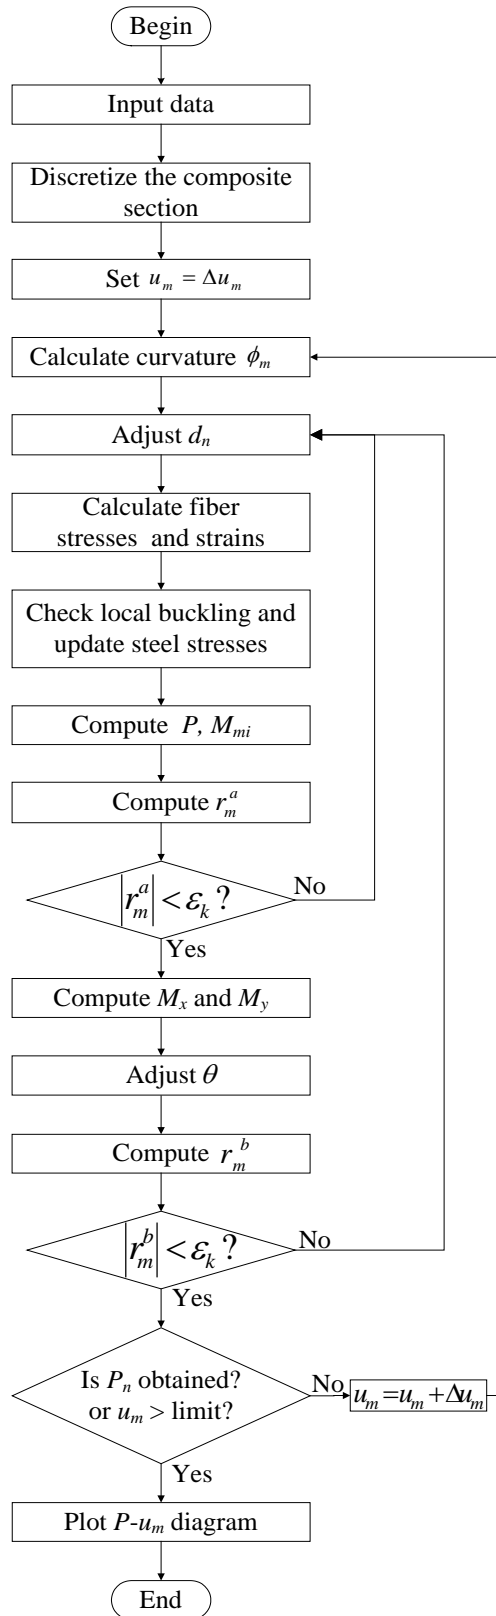 Begin
Input data
Discretize the composite
section
Set u_m = Δu_m
Calculate curvature ϕ_m
Adjust d_n
Calculate fiber
stresses and strains
Check local buckling and
update steel stresses
Compute P, M_mi
Compute r_m^a
|r_m^a| < ε_k ?
No
Yes
Compute M_x and M_y
Adjust θ
Compute r_m^b
|r_m^b| < ε_k ?
No
Yes
Is P_n obtained?
or u_m > limit?
No
u_m = u_m + Δu_m
Yes
Plot P-u_m diagram
End